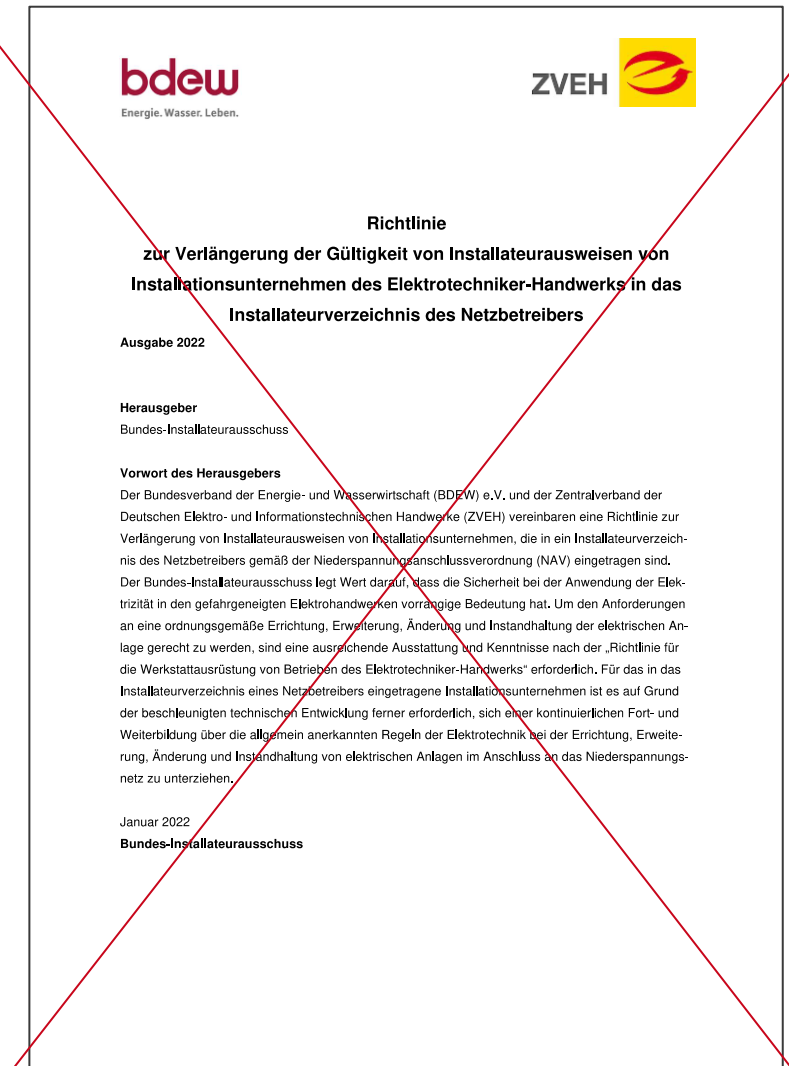 bdew
Energie. Wasser. Leben.
ZVEH
Richtlinie
zur Verlängerung der Gültigkeit von Installateurausweisen von
Installationsunternehmen des Elektrotechniker-Handwerks in das
Installateurverzeichnis des Netzbetreibers
Ausgabe 2022
Herausgeber
Bundes-Installateurausschuss
Vorwort des Herausgebers
Der Bundesverband der Energie- und Wasserwirtschaft (BDEW) e.V. und der Zentralverband der
Deutschen Elektro- und Informationstechnischen Handwerke (ZVEH) vereinbaren eine Richtlinie zur
Verlängerung von Installateurausweisen von Installationsunternehmen, die in ein Installateurverzeich-
nis des Netzbetreibers gemäß der Niederspannungsanschlussverordnung (NAV) eingetragen sind.
Der Bundes-Installateurausschuss legt Wert darauf, dass die Sicherheit bei der Anwendung der Elek-
trizität in den gefahrgeneigten Elektrohandwerken vorrangige Bedeutung hat. Um den Anforderungen
an eine ordnungsgemäße Errichtung, Erweiterung, Änderung und Instandhaltung der elektrischen An-
lage gerecht zu werden, sind eine ausreichende Ausstattung und Kenntnisse nach der „Richtlinie für
die Werkstattausrüstung von Betrieben des Elektrotechniker-Handwerks“ erforderlich. Für das in das
Installateurverzeichnis eines Netzbetreibers eingetragene Installationsunternehmen ist es auf Grund
der beschleunigten technischen Entwicklung ferner erforderlich, sich einer kontinuierlichen Fort- und
Weiterbildung über die allgemein anerkannten Regeln der Elektrotechnik bei der Errichtung, Erweite-
rung, Änderung und Instandhaltung von elektrischen Anlagen im Anschluss an das Niederspannungs-
netz zu unterziehen.
Januar 2022
Bundes-Installateurausschuss